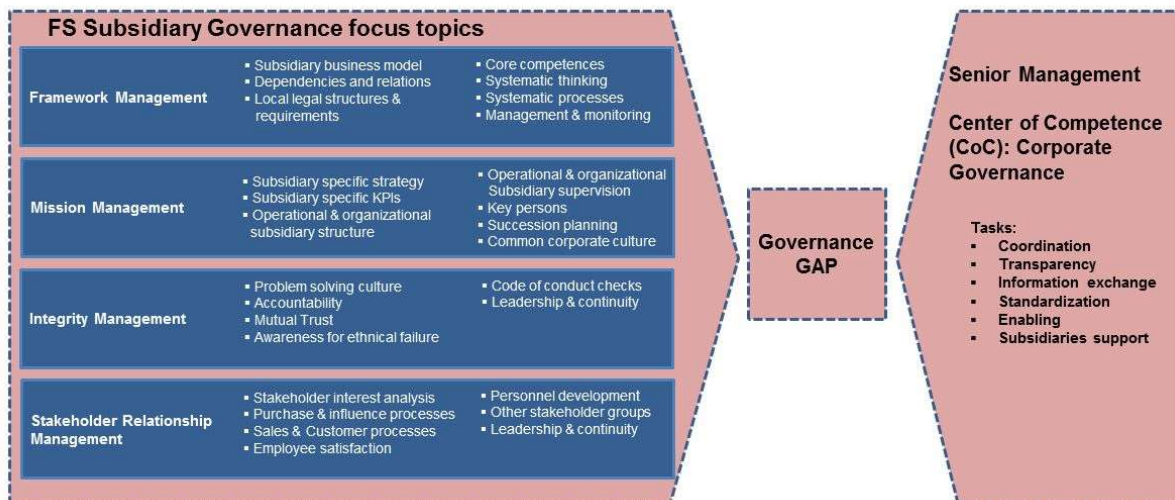 FS Subsidiary Governance focus topics
Framework Management
▪ Subsidiary business model
▪ Dependencies and relations
▪ Local legal structures &
requirements
▪ Core competences
▪ Systematic thinking
▪ Systematic processes
▪ Management & monitoring
Mission Management
▪ Subsidiary specific strategy
▪ Subsidiary specific KPIs
▪ Operational & organizational
subsidiary structure
▪ Operational & organizational
Subsidiary supervision
▪ Key persons
▪ Succession planning
▪ Common corporate culture
Integrity Management
▪ Problem solving culture
▪ Accountability
▪ Mutual Trust
▪ Awareness for ethnical failure
▪ Code of conduct checks
▪ Leadership & continuity
Stakeholder Relationship
Management
▪ Stakeholder interest analysis
▪ Purchase & influence processes
▪ Sales & Customer processes
▪ Employee satisfaction
▪ Personnel development
▪ Other stakeholder groups
▪ Leadership & continuity
Governance
GAP
Senior Management
Center of Competence
(CoC): Corporate
Governance
Tasks:
▪ Coordination
▪ Transparency
▪ Information exchange
▪ Standardization
▪ Enabling
▪ Subsidiaries support